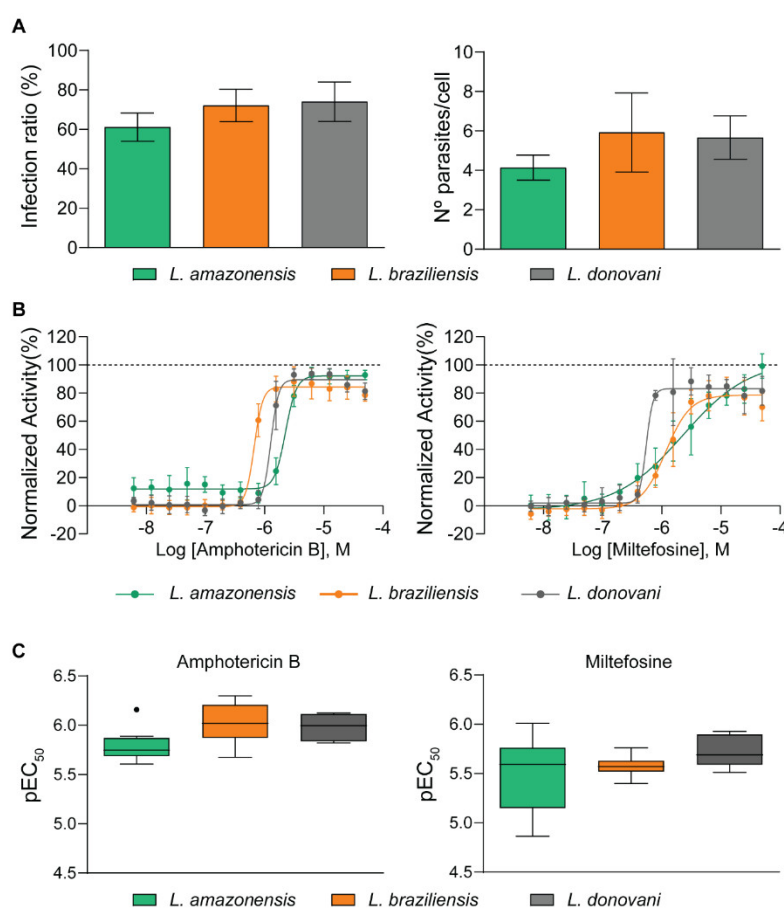 A
Infection ratio (%)
100
80
60
40
20
0
Nº parasites/cell
10
8
6
4
2
0
L. amazonensis L. braziliensis L. donovani
B
Normalized Activity(%)
120
100
80
60
40
20
0
-20
-9 -8 -7 -6 -5 -4
Log [Amphotericin B], M
Normalized Activity(%)
120
100
80
60
40
20
0
-20
-9 -8 -7 -6 -5 -4
Log [Miltefosine], M
L. amazonensis L. braziliensis L. donovani
C
Amphotericin B
pEC50
6.5
6.0
5.5
5.0
4.5
Miltefosine
pEC50
6.5
6.0
5.5
5.0
4.5
L. amazonensis L. braziliensis L. donovani